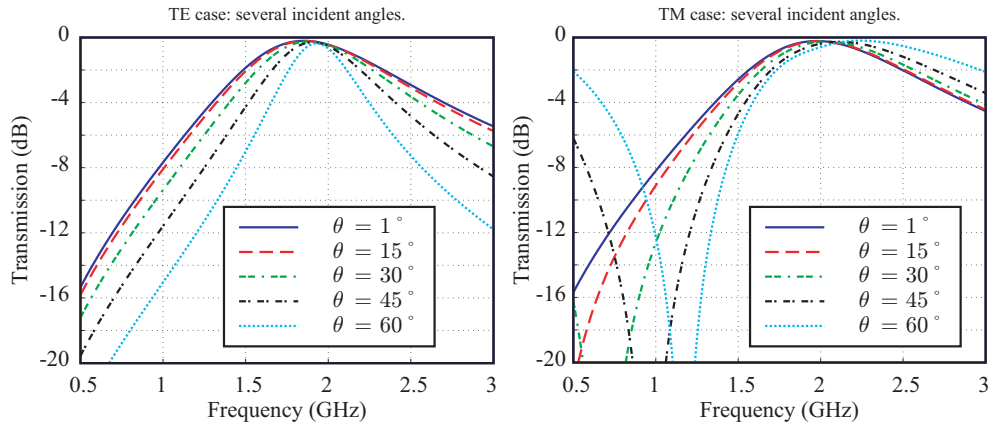 TE case: several incident angles.
0
-4
-8
-12
-16
-20
Transmission (dB)
θ = 1°
θ = 15°
θ = 30°
θ = 45°
θ = 60°
0.5 1 1.5 2 2.5 3
Frequency (GHz)
TM case: several incident angles.
0
-4
-8
-12
-16
-20
Transmission (dB)
θ = 1°
θ = 15°
θ = 30°
θ = 45°
θ = 60°
0.5 1 1.5 2 2.5 3
Frequency (GHz)